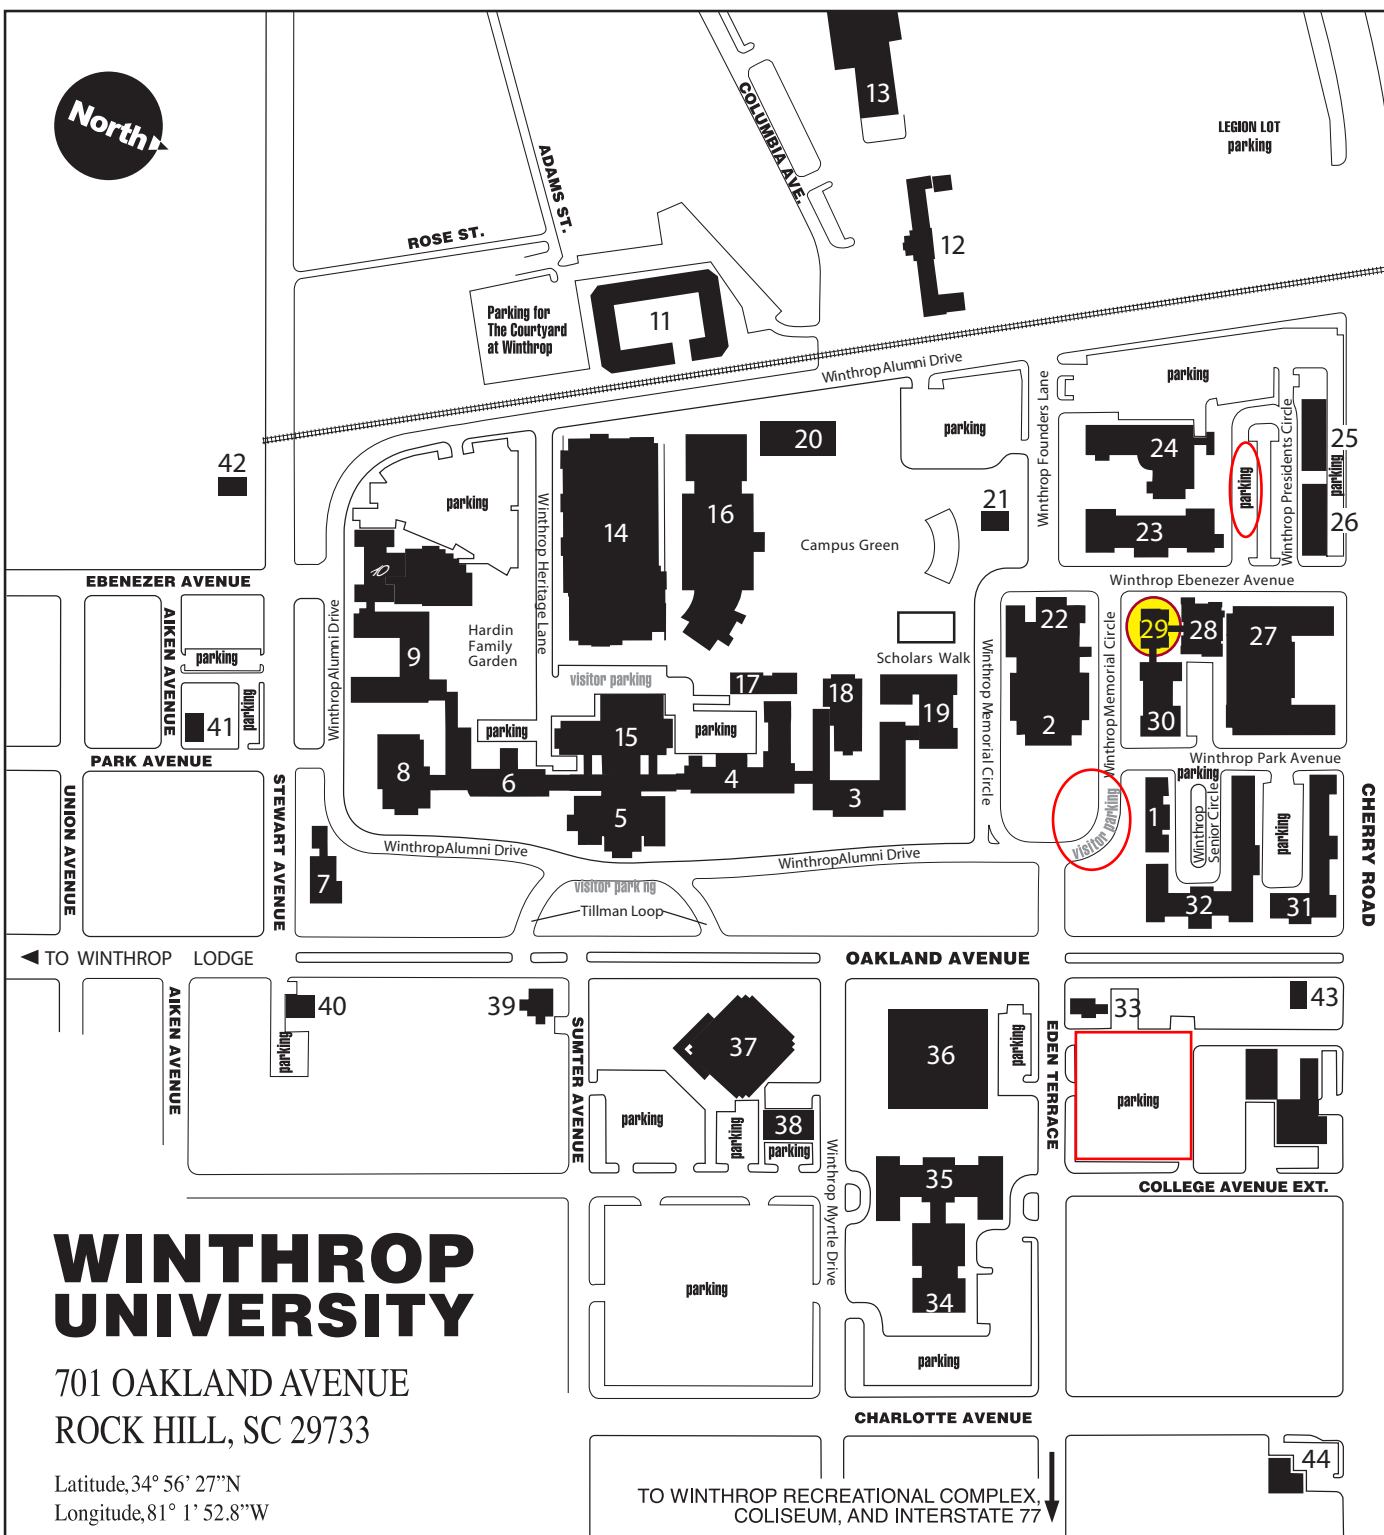 North
13
COLUMBIA AVE.
LEGION LOT
parking
ADAMS ST.
ROSE ST.
12
Parking for
The Courtyard
at Winthrop
11
Winthrop Alumni Drive
parking
Winthrop Founders Lane
parking
Winthrop Presidents Circle
25
parking
26
24
parking
23
20
42
parking
Winthrop Heritage Lane
14
16
21
Campus Green
10
EBENEZER AVENUE
Winthrop Ebenezer Avenue
AIKEN AVENUE
parking
parking
41
Winthrop Alumni Drive
9
Hardin
Family
Garden
22
Winthrop Memorial Circle
29
28
27
Scholars Walk
Winthrop Memorial Circle
visitor parking
17
18
19
2
30
parking
15
parking
PARK AVENUE
Winthrop Park Avenue
parking
8
6
4
3
5
1
Winthrop
Senior Circle
parking
visitor parking
UNION AVENUE
STEWART AVENUE
CHERRY ROAD
Winthrop Alumni Drive
Winthrop Alumni Drive
7
visitor park ng
Tillman Loop
32
31
TO WINTHROP LODGE
OAKLAND AVENUE
AIKEN AVENUE
40
parking
39
SUMTER AVENUE
37
36
parking
EDEN TERRACE
33
43
parking
parking
parking
38
parking
Winthrop Myrtle Drive
35
COLLEGE AVENUE EXT.
WINTHROP
UNIVERSITY
parking
34
701 OAKLAND AVENUE
ROCK HILL, SC 29733
parking
CHARLOTTE AVENUE
44
Latitude,34° 56’ 27”N
Longitude,81° 1’ 52.8”W
TO WINTHROP RECREATIONAL COMPLEX,
COLISEUM, AND INTERSTATE 77